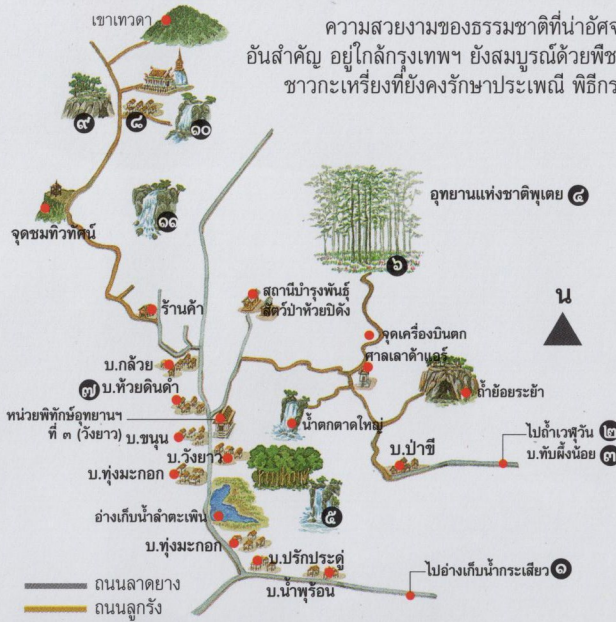 เขาเทวดา
ความสวยงามของธรรมชาติที่น่าอัศจ
อันสำคัญ อยู่ใกล้กรุงเทพฯ ยังสมบูรณ์ด้วยพืช
ชาวกะเหรี่ยงที่ยังคงรักษาประเพณี พิธีกร
๙
๘
๑๐
จุดชมทิวทัศน์
๑๑
อุทยานแห่งชาติพุเตย ๔
๖
น
สถานีบำรุงพันธุ์
สัตว์ป่าห้วยปิดัง
ร้านค้า
จุดเครื่องบินตก
ศาลเลาด้าแอร์
บ.กล้วย
๗ บ.ห้วยดินดำ
ถ้ำย้อยระย้า
หน่วยพิทักษ์อุทยานฯ
ที่ ๓ (วังยาว)
น้ำตกตาดใหญ่
บ.ขนุน
บ.วังยาว
บ.ป่าขี
ไปถ้ำเวฬุวัน ๒
บ.ทับผึ้งน้อย ๓
บ.ทุ่งมะกอก
อ่างเก็บน้ำลำตะเพิน
๕
บ.ทุ่งมะกอก
บ.ปรักประดู่
บ.น้ำพุร้อน
ไปอ่างเก็บน้ำกระเสียว ๑
ถนนลาดยาง
ถนนลูกรัง